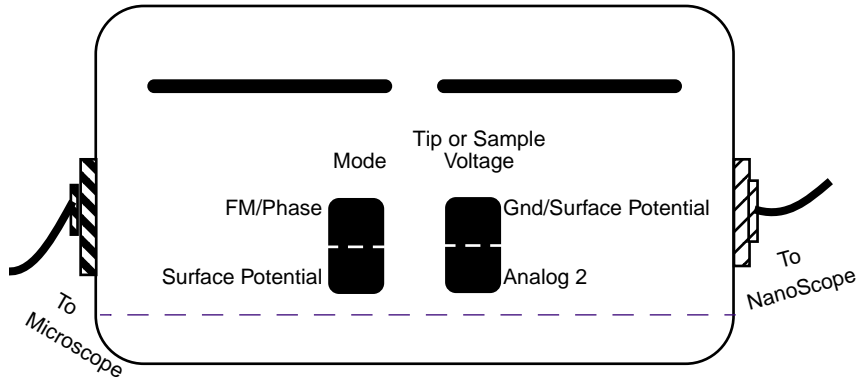 Tip or Sample
Mode
Voltage
FM/Phase
Gnd/Surface Potential
Surface Potential
Analog 2
To
Microscope
To
NanoScope